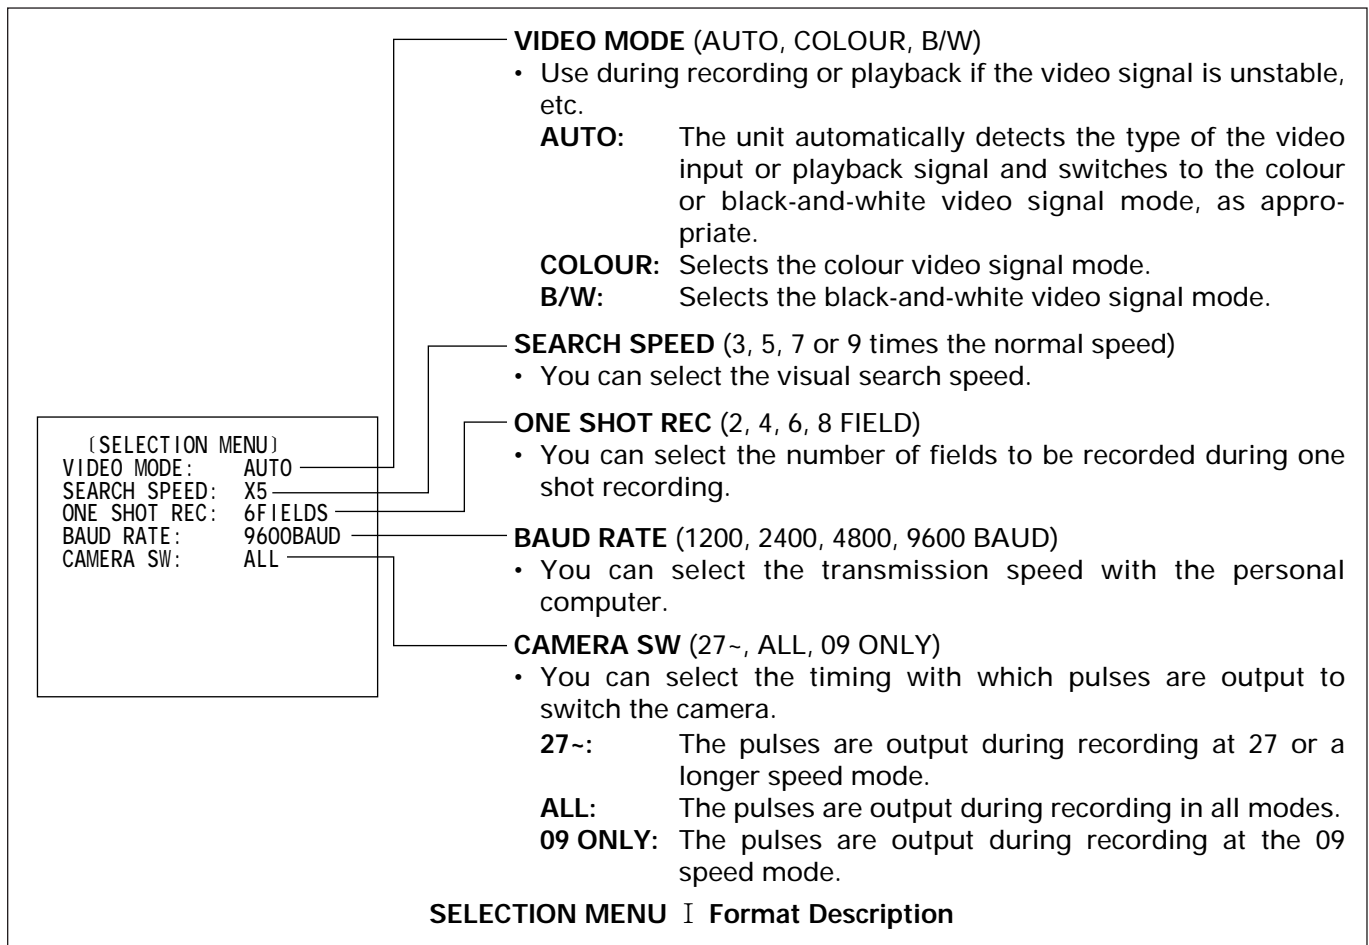 VIDEO MODE (AUTO, COLOUR, B/W)
• Use during recording or playback if the video signal is unstable,
etc.
AUTO: The unit automatically detects the type of the video
input or playback signal and switches to the colour
or black-and-white video signal mode, as appro-
priate.
COLOUR: Selects the colour video signal mode.
B/W: Selects the black-and-white video signal mode.
SEARCH SPEED (3, 5, 7 or 9 times the normal speed)
• You can select the visual search speed.
ONE SHOT REC (2, 4, 6, 8 FIELD)
• You can select the number of fields to be recorded during one
shot recording.
BAUD RATE (1200, 2400, 4800, 9600 BAUD)
• You can select the transmission speed with the personal
computer.
CAMERA SW (27~, ALL, 09 ONLY)
• You can select the timing with which pulses are output to
switch the camera.
27~: The pulses are output during recording at 27 or a
longer speed mode.
ALL: The pulses are output during recording in all modes.
09 ONLY: The pulses are output during recording at the 09
speed mode.
(SELECTION MENU)
VIDEO MODE: AUTO
SEARCH SPEED: X5
ONE SHOT REC: 6FIELDS
BAUD RATE: 9600BAUD
CAMERA SW: ALL
SELECTION MENU I Format Description